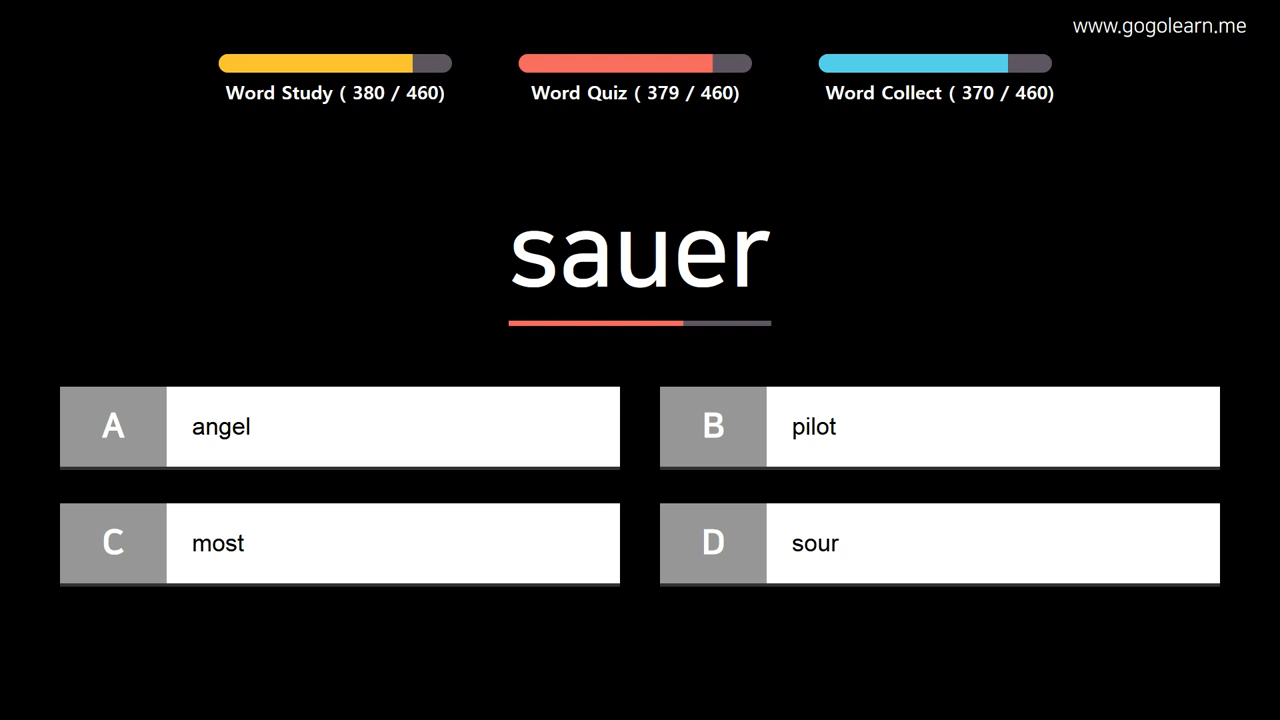 www.gogolearn.me
Word Study ( 380 / 460)
Word Quiz ( 379 / 460)
Word Collect ( 370 / 460)
sauer
A angel
B pilot
C most
D sour